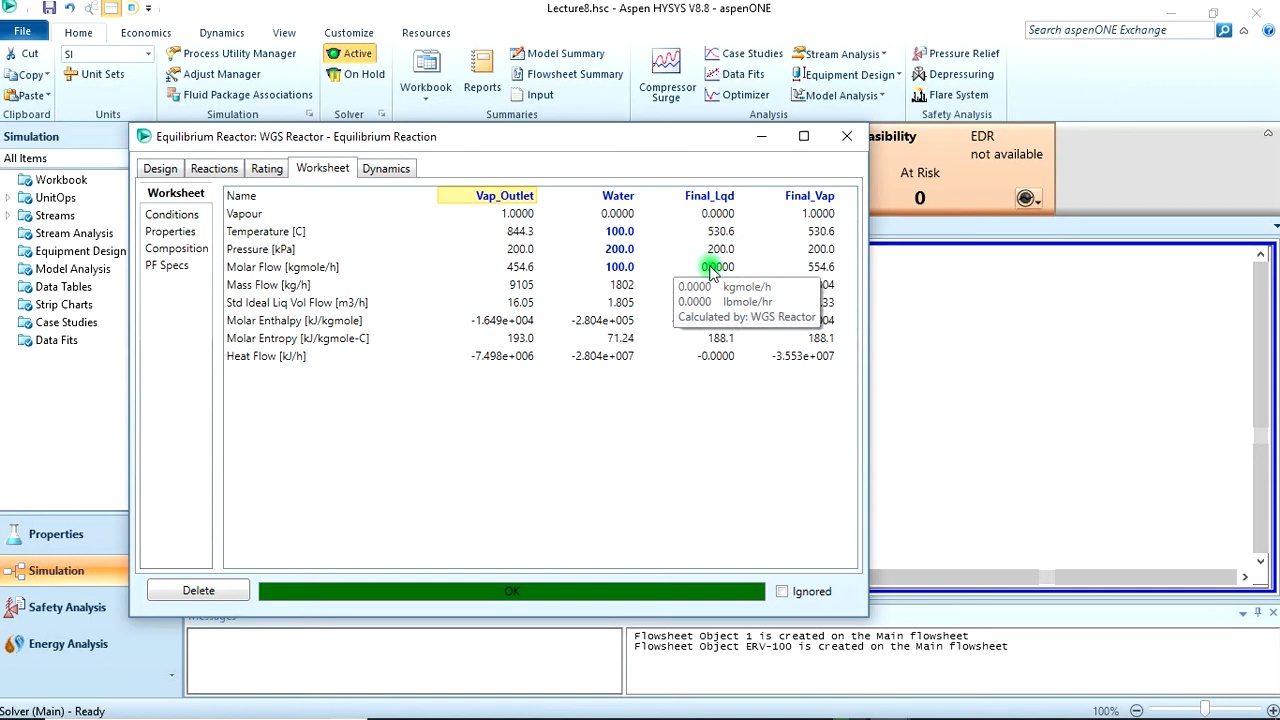 Lecture8.hsc - Aspen HYSYS V8.8 - aspenONE
File Home Economics Dynamics View Customize Resources Search aspenONE Exchange
Cut SI Process Utility Manager Active Model Summary Case Studies Stream Analysis Pressure Relief
Copy Unit Sets Adjust Manager On Hold Flowsheet Summary Data Fits Equipment Design Depressuring
Paste Fluid Package Associations Workbook Reports Input Compressor Surge Optimizer Model Analysis Flare System
Clipboard Units Simulation Solver Summaries Analysis Safety Analysis
Simulation Equilibrium Reactor: WGS Reactor - Equilibrium Reaction asibility EDR
All Items not available
Design Reactions Rating Worksheet Dynamics At Risk
0
Workbook
UnitOps
Streams
Stream Analysis
Equipment Design
Model Analysis
Data Tables
Strip Charts
Case Studies
Data Fits
Worksheet
Conditions
Properties
Composition
PF Specs
Name Vap_Outlet Water Final_Lqd Final_Vap
Vapour 1.0000 0.0000 0.0000 1.0000
Temperature [C] 844.3 100.0 530.6 530.6
Pressure [kPa] 200.0 200.0 200.0 200.0
Molar Flow [kgmole/h] 454.6 100.0 554.6
Mass Flow [kg/h] 9105 1802 04
Std Ideal Liq Vol Flow [m3/h] 16.05 1.805 33
Molar Enthalpy [kJ/kgmole] -1.649e+004 -2.804e+005 004
Molar Entropy [kJ/kgmole-C] 193.0 71.24 188.1 188.1
Heat Flow [kJ/h] -7.498e+006 -2.804e+007 -0.0000 -3.553e+007
0.0000 kgmole/h
0.0000 lbmole/hr
Calculated by: WGS Reactor
Delete OK Ignored
Properties
Simulation
Safety Analysis
Energy Analysis
Flowsheet Object 1 is created on the Main flowsheet
Flowsheet Object ERV-100 is created on the Main flowsheet
Solver (Main) - Ready 100%